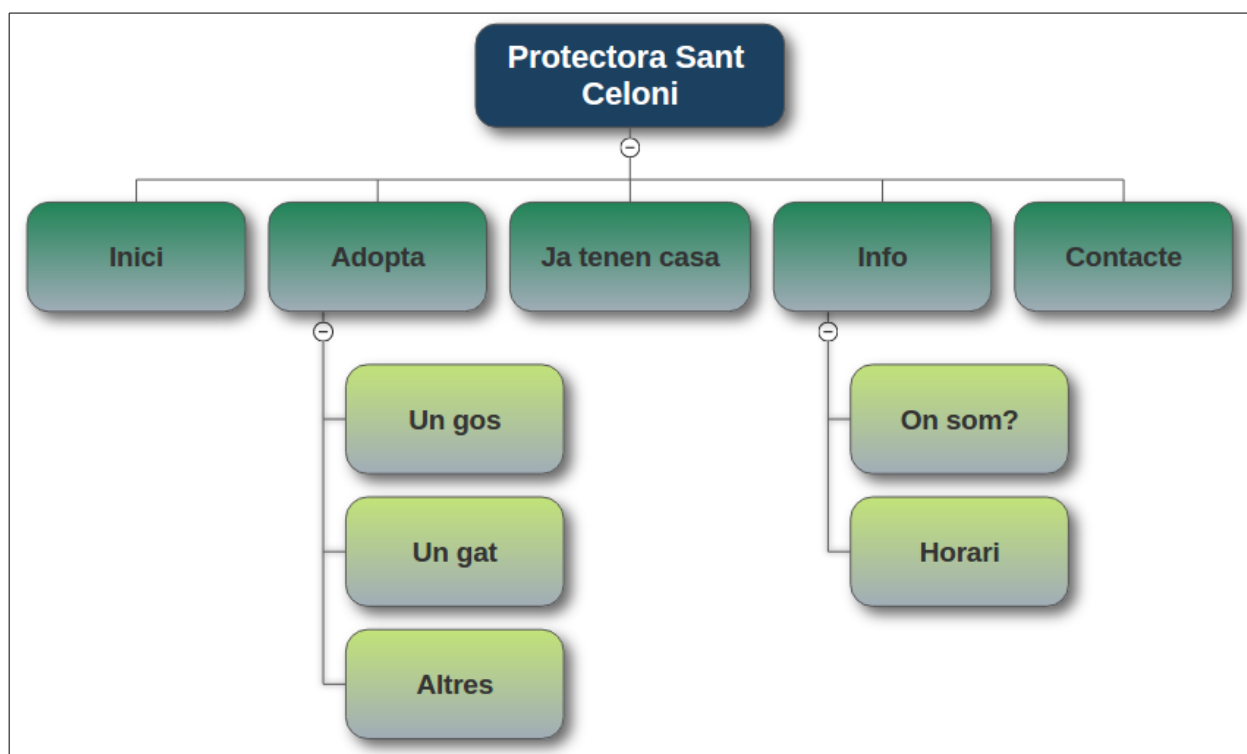 Protectora Sant
Celoni
Inici
Adopta
Ja tenen casa
Info
Contacte
Un gos
On som?
Un gat
Horari
Altres